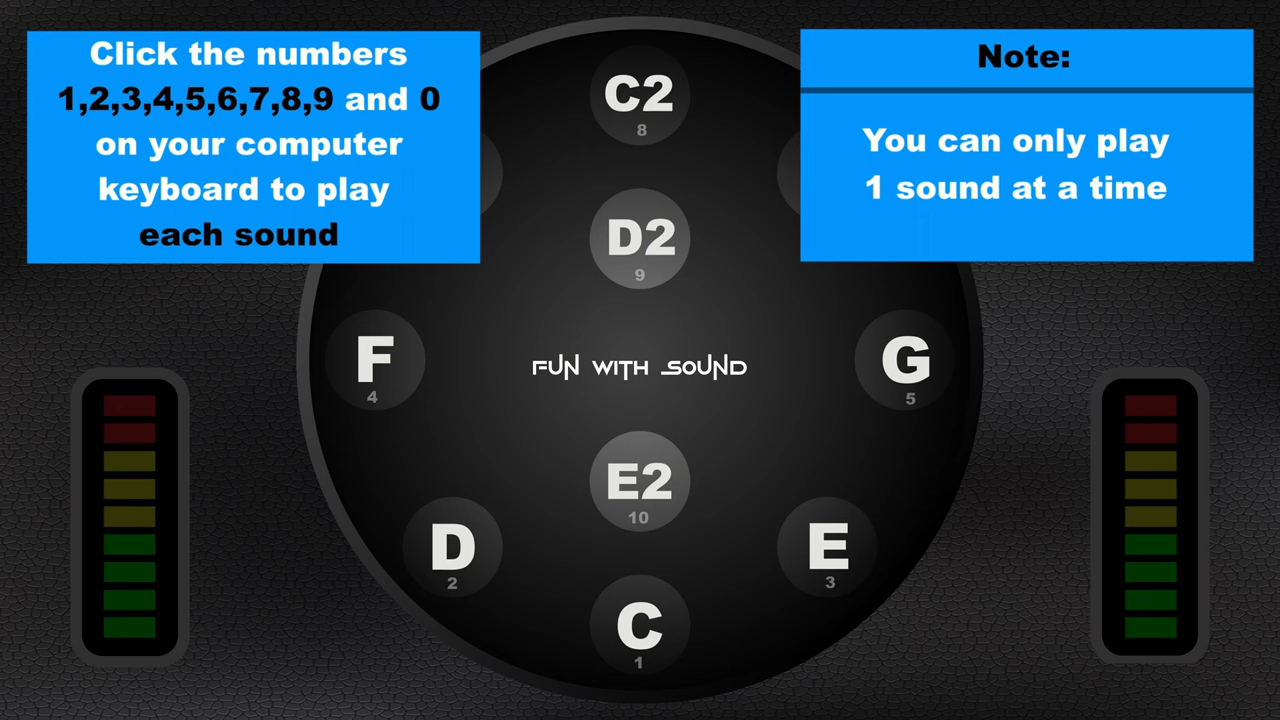 Click the numbers
1,2,3,4,5,6,7,8,9 and 0
on your computer
keyboard to play
each sound
Note:
You can only play
1 sound at a time
C2
8
D2
9
F
4
FUN WITH SOUND
G
5
E2
10
D
2
E
3
C
1